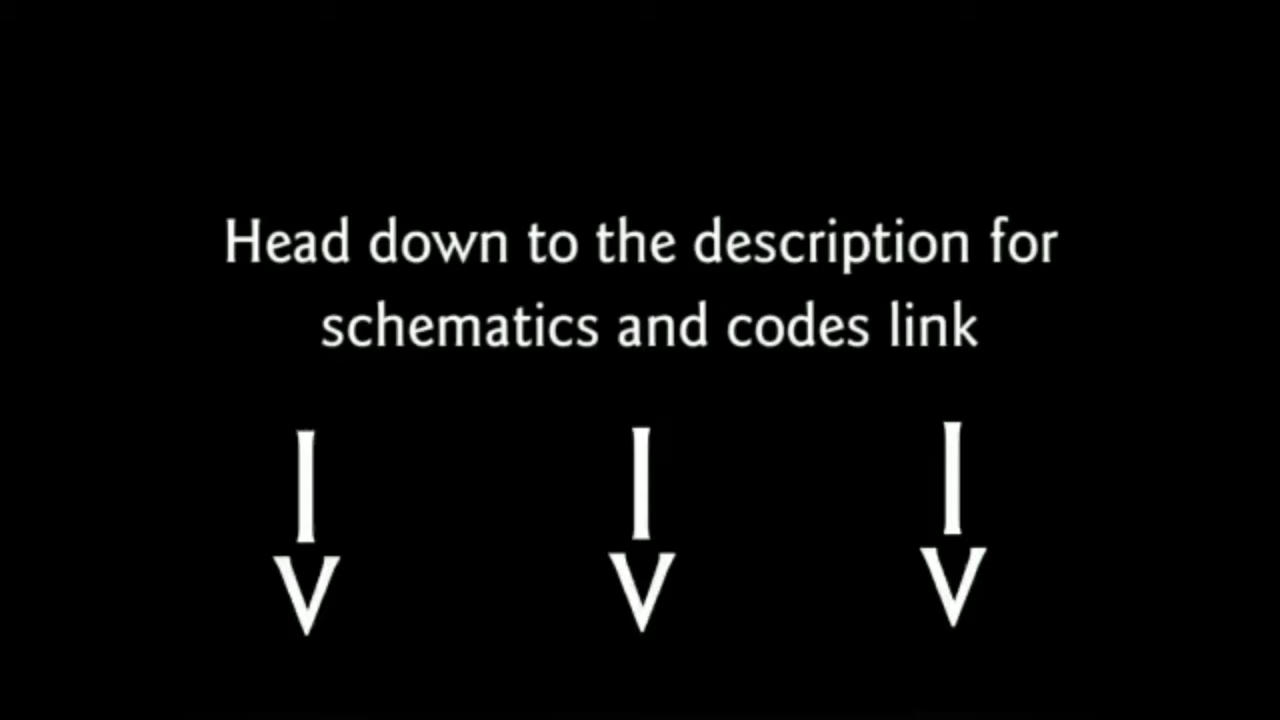 Head down to the description for
schematics and codes link
| | |
V V V